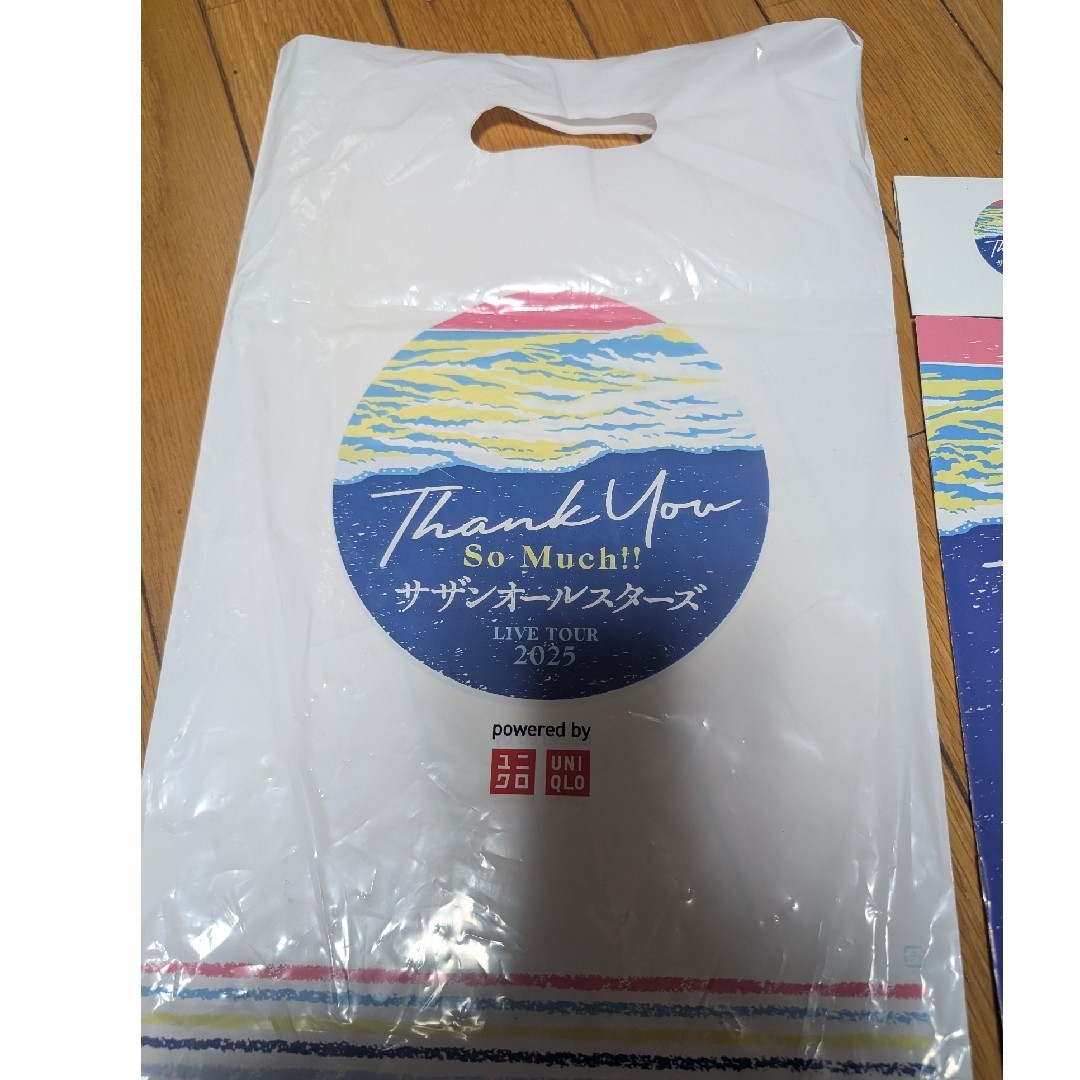 Thank You
So Much!!
サザンオールスターズ
LIVE TOUR
2025
powered by
ユニクロ
UNIQLO